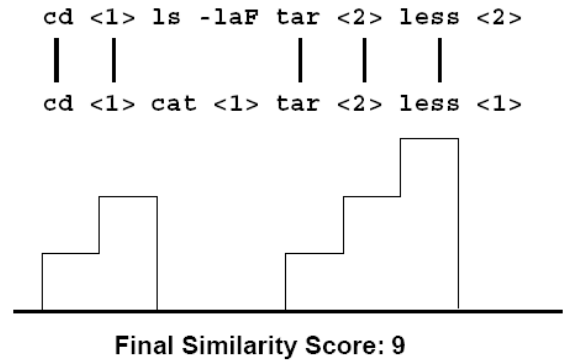 cd <1> ls -laF tar <2> less <2>
cd <1> cat <1> tar <2> less <1>
Final Similarity Score: 9